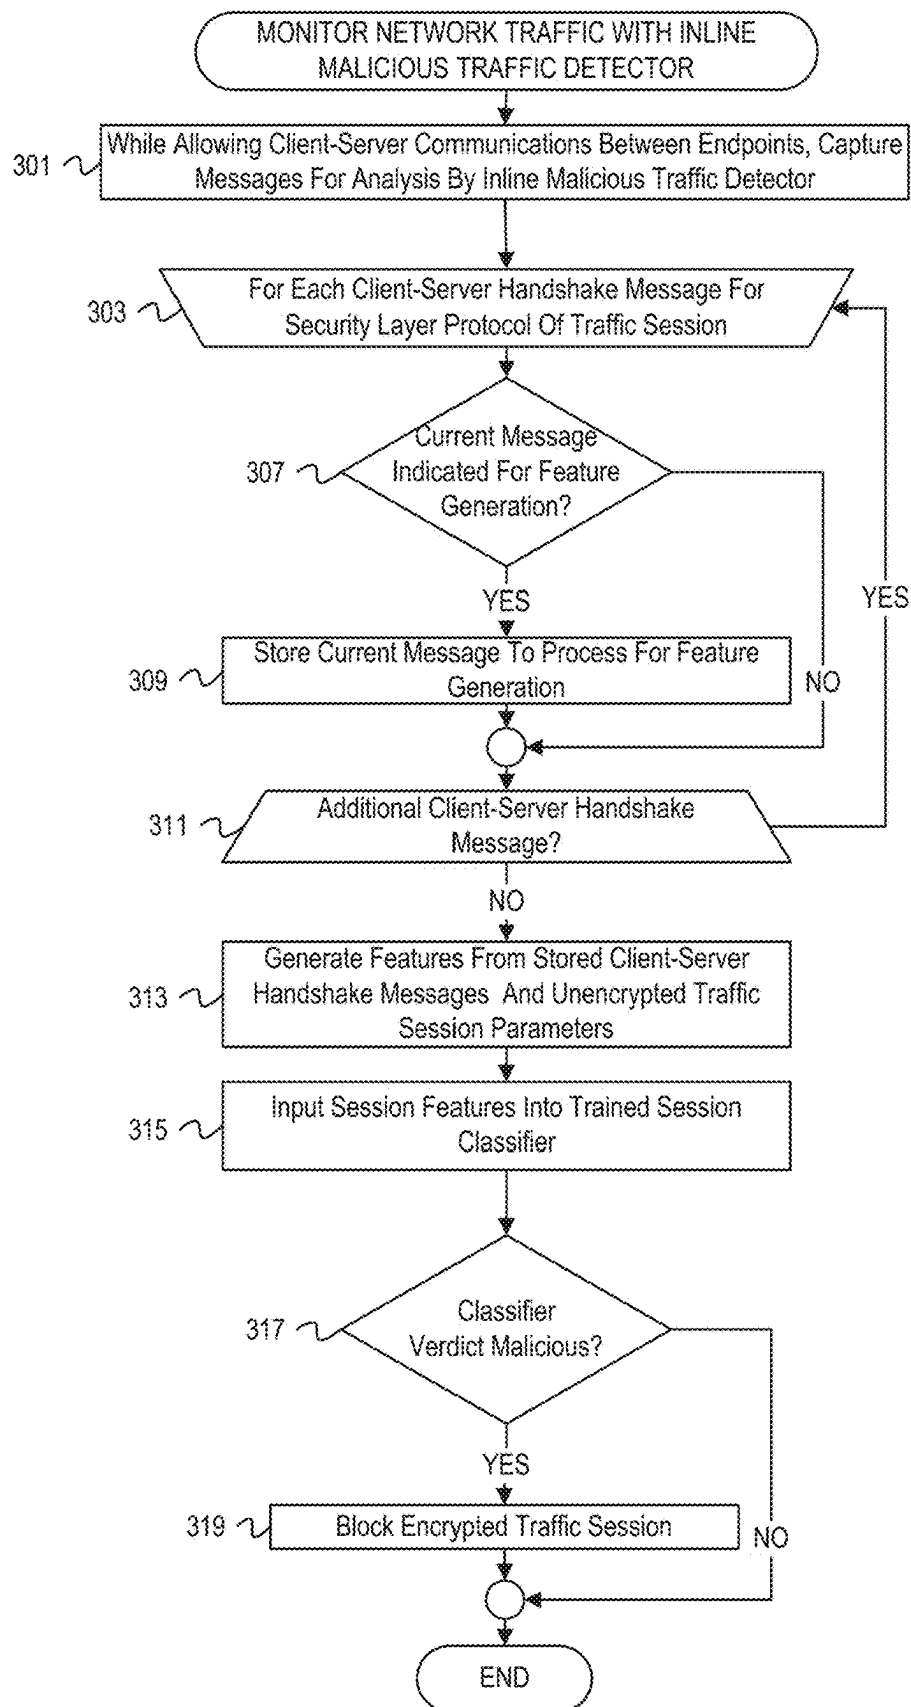 MONITOR NETWORK TRAFFIC WITH INLINE
MALICIOUS TRAFFIC DETECTOR
301
While Allowing Client-Server Communications Between Endpoints, Capture
Messages For Analysis By Inline Malicious Traffic Detector
303
For Each Client-Server Handshake Message For
Security Layer Protocol Of Traffic Session
307
Current Message
Indicated For Feature
Generation?
YES
YES
309
Store Current Message To Process For Feature
Generation
NO
311
Additional Client-Server Handshake
Message?
NO
313
Generate Features From Stored Client-Server
Handshake Messages And Unencrypted Traffic
Session Parameters
315
Input Session Features Into Trained Session
Classifier
317
Classifier
Verdict Malicious?
YES
319
Block Encrypted Traffic Session
NO
END